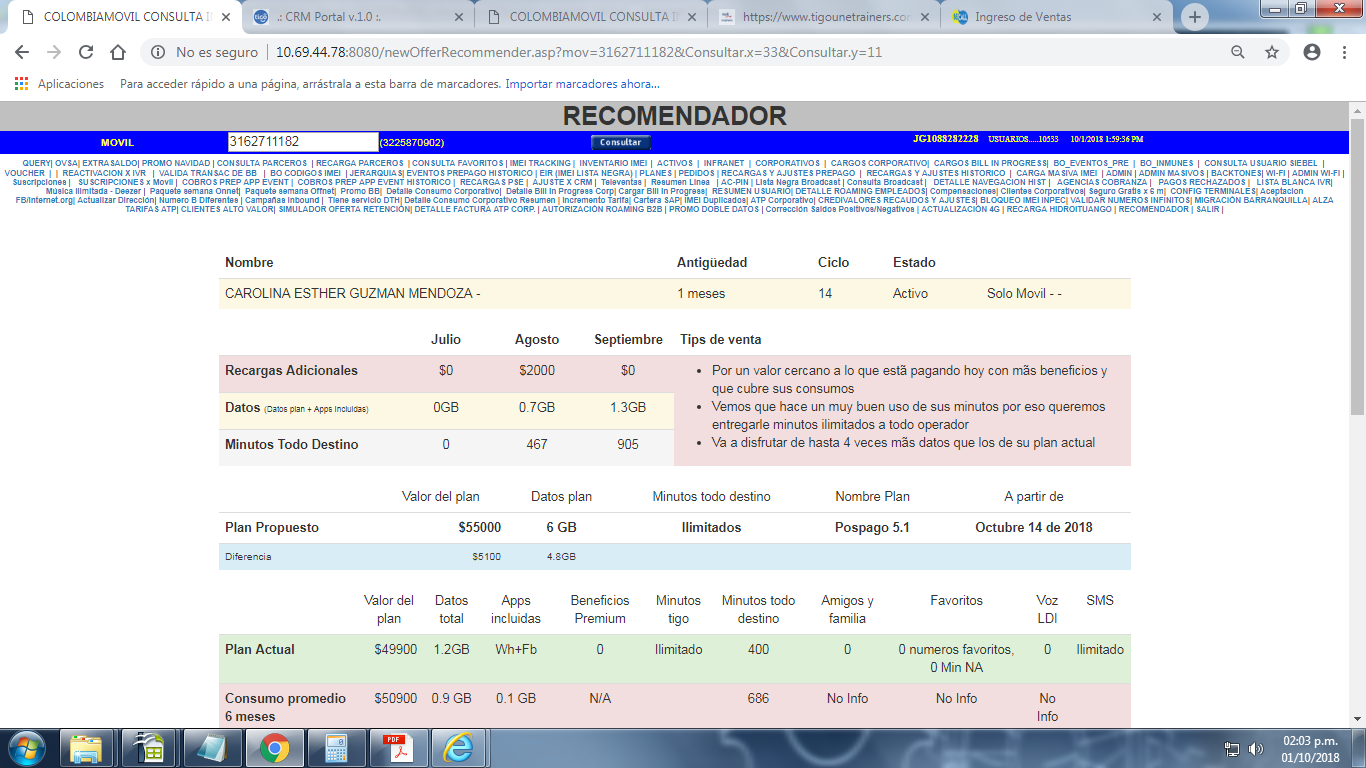 COLOMBIAMOVIL CONSULTA I
.: CRM Portal v.1.0 :.
COLOMBIAMOVIL CONSULTA I
https://www.tigounetrainers.co
Ingreso de Ventas
No es seguro | 10.69.44.78:8080/newOfferRecommender.asp?mov=3162711182&Consultar.x=33&Consultar.y=11
Aplicaciones Para acceder rápido a una página, arrástrala a esta barra de marcadores. Importar marcadores ahora...
RECOMENDADOR
MOVIL 3162711182 (3225870902) Consultar JG1088282228 USUARIOS.....10533 10/1/2018 1:59:36 PM
QUERY| OVSA| EXTRASALDO| PROMO NAVIDAD | CONSULTA PARCEROS | RECARGA PARCEROS | CONSULTA FAVORITOS | IMEI TRACKING | INVENTARIO IMEI | ACTIVOS | INFRANET | CORPORATIVOS | CARGOS CORPORATIVO| CARGOS BILL IN PROGRESS| BO_EVENTOS_PRE | BO_INMUNES | CONSULTA USUARIO SIEBEL |
VOUCHER | | REACTIVACION X IVR | VALIDA TRANSAC DE BB | BO CODIGOS IMEI | JERARQUIAS| EVENTOS PREPAGO HISTORICO | EIR (IMEI LISTA NEGRA) | PLANES | PEDIDOS | RECARGAS Y AJUSTES PREPAGO | RECARGAS Y AJUSTES HISTORICO | CARGA MASIVA IMEI | ADMIN | ADMIN MASIVOS | BACKTONES| WI-FI | ADMIN WI-FI |
Suscripciones | SUSCRIPCIONES x Movil | COBROS PREP APP EVENT | COBROS PREP APP EVENT HISTORICO | RECARGAS PSE | AJUSTE X CRM | Televentas | Resumen Linea | AC-PIN | Lista Negra Broadcast | Consulta Broadcast | DETALLE NAVEGACION HIST | AGENCIAS COBRANZA | PAGOS RECHAZADOS | LISTA BLANCA IVR|
Musica Ilimitada - Deezer | Paquete semana Onnet| Paquete semana Offnet| Promo BB| Detalle Consumo Corporativo| Detalle Bill In Progress Corp| Cargar Bill In Progress| RESUMEN USUARIO| DETALLE ROAMING EMPLEADOS| Compensaciones| Clientes Corporativos| Seguro Gratis x 6 m| CONFIG TERMINALES| Aceptacion
FB/Internet.org| Actualizar Dirección| Numero B Diferentes | Campañas Inbound | Tiene servicio DTH| Detalle Consumo Corporativo Resumen | Incremento Tarifa| Cartera SAP| IMEI Duplicados| ATP Corporativo| CREDIVALORES RECAUDOS Y AJUSTES| BLOQUEO IMEI INPEC| VALIDAR NUMEROS INFINITOS| MIGRACIÓN BARRANQUILLA| ALZA
TARIFAS ATP| CLIENTES ALTO VALOR| SIMULADOR OFERTA RETENCIÓN| DETALLE FACTURA ATP CORP. | AUTORIZACIÓN ROAMING B2B | PROMO DOBLE DATOS | Corrección Saldos Positivos/Negativos | ACTUALIZACIÓN 4G | RECARGA HIDROITUANGO | RECOMENDADOR | SALIR |
Nombre Antigüedad Ciclo Estado
CAROLINA ESTHER GUZMAN MENDOZA - 1 meses 14 Activo Solo Movil - -
Julio Agosto Septiembre Tips de venta
Recargas Adicionales $0 $2000 $0
Datos (Datos plan + Apps incluidas) 0GB 0.7GB 1.3GB
Minutos Todo Destino 0 467 905
• Por un valor cercano a lo que está pagando hoy con mãs beneficios y
que cubre sus consumos
• Vemos que hace un muy buen uso de sus minutos por eso queremos
entregarle minutos ilimitados a todo operador
• Va a disfrutar de hasta 4 veces mãs datos que los de su plan actual
Valor del plan Datos plan Minutos todo destino Nombre Plan A partir de
Plan Propuesto $55000 6 GB Ilimitados Pospago 5.1 Octubre 14 de 2018
Diferencia $5100 4.8GB
Valor del Datos Apps Beneficios Minutos Minutos todo Amigos y Favoritos Voz SMS
plan total incluidas Premium tigo destino familia LDI
Plan Actual $49900 1.2GB Wh+Fb 0 Ilimitado 400 0 0 numeros favoritos, 0 Ilimitado
0 Min NA
Consumo promedio $50900 0.9 GB 0.1 GB N/A 686 No Info No Info No
6 meses Info
02:03 p.m.
01/10/2018